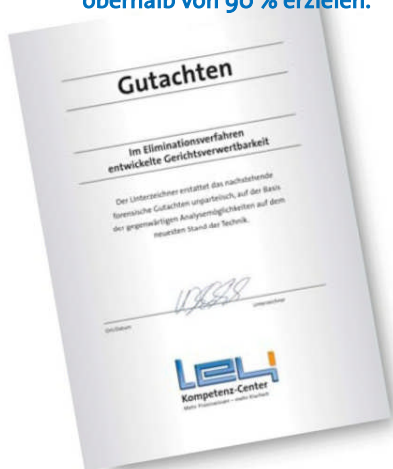 oberhalb von 90 % erzielen.
Gutachten
Im Eliminationsverfahren
entwickelte Gerichtsverwertbarkeit
Der Unterzeichner erstattet das nachstehende
forensische Gutachten unparteiisch, auf der Basis
der gegenwärtigen Analysemöglichkeiten auf dem
neuesten Stand der Technik.
Ort/Datum
Unterzeichner
Kompetenz-Center